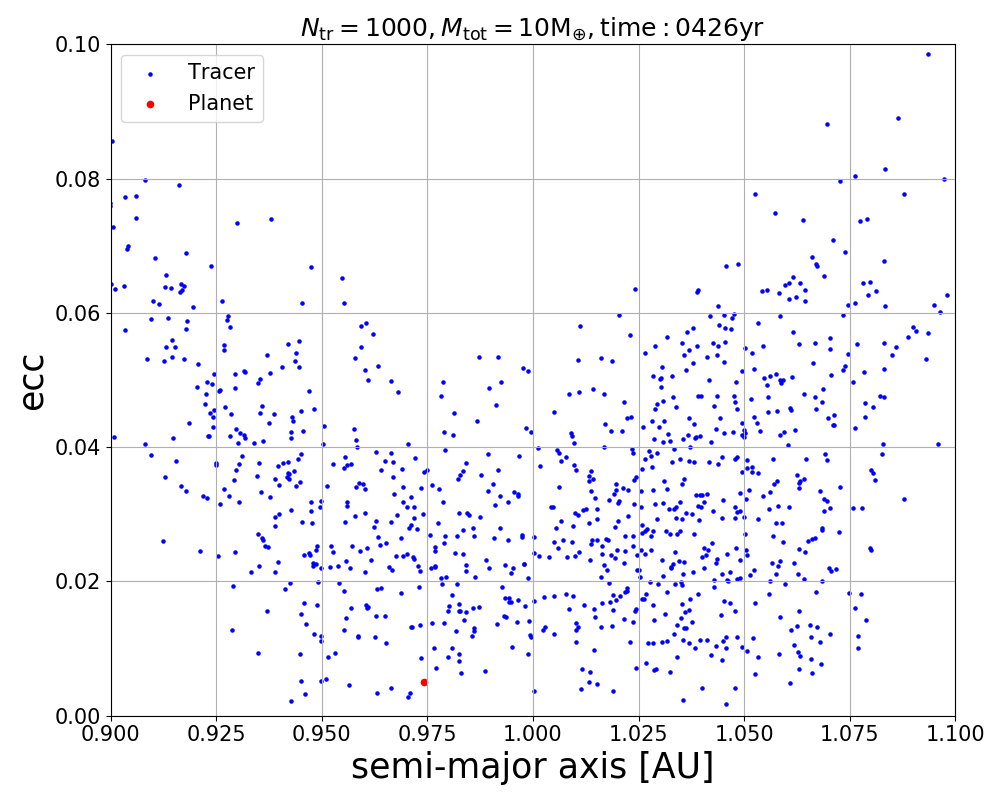 N_tr = 1000, M_tot = 10M_⊕, time : 0426yr
0.10
Tracer
Planet
0.08
0.06
ecc
0.04
0.02
0.00
0.900 0.925 0.950 0.975 1.000 1.025 1.050 1.075 1.100
semi-major axis [AU]